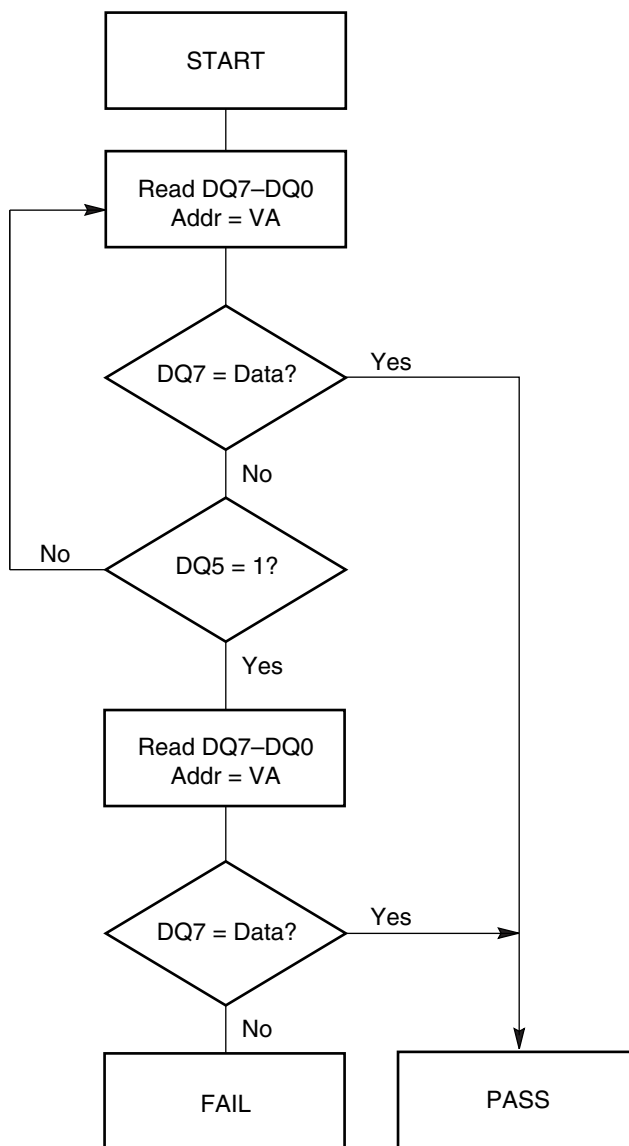 START
Read DQ7–DQ0
Addr = VA
DQ7 = Data?
Yes
No
No
DQ5 = 1?
Yes
Read DQ7–DQ0
Addr = VA
DQ7 = Data?
Yes
No
FAIL
PASS